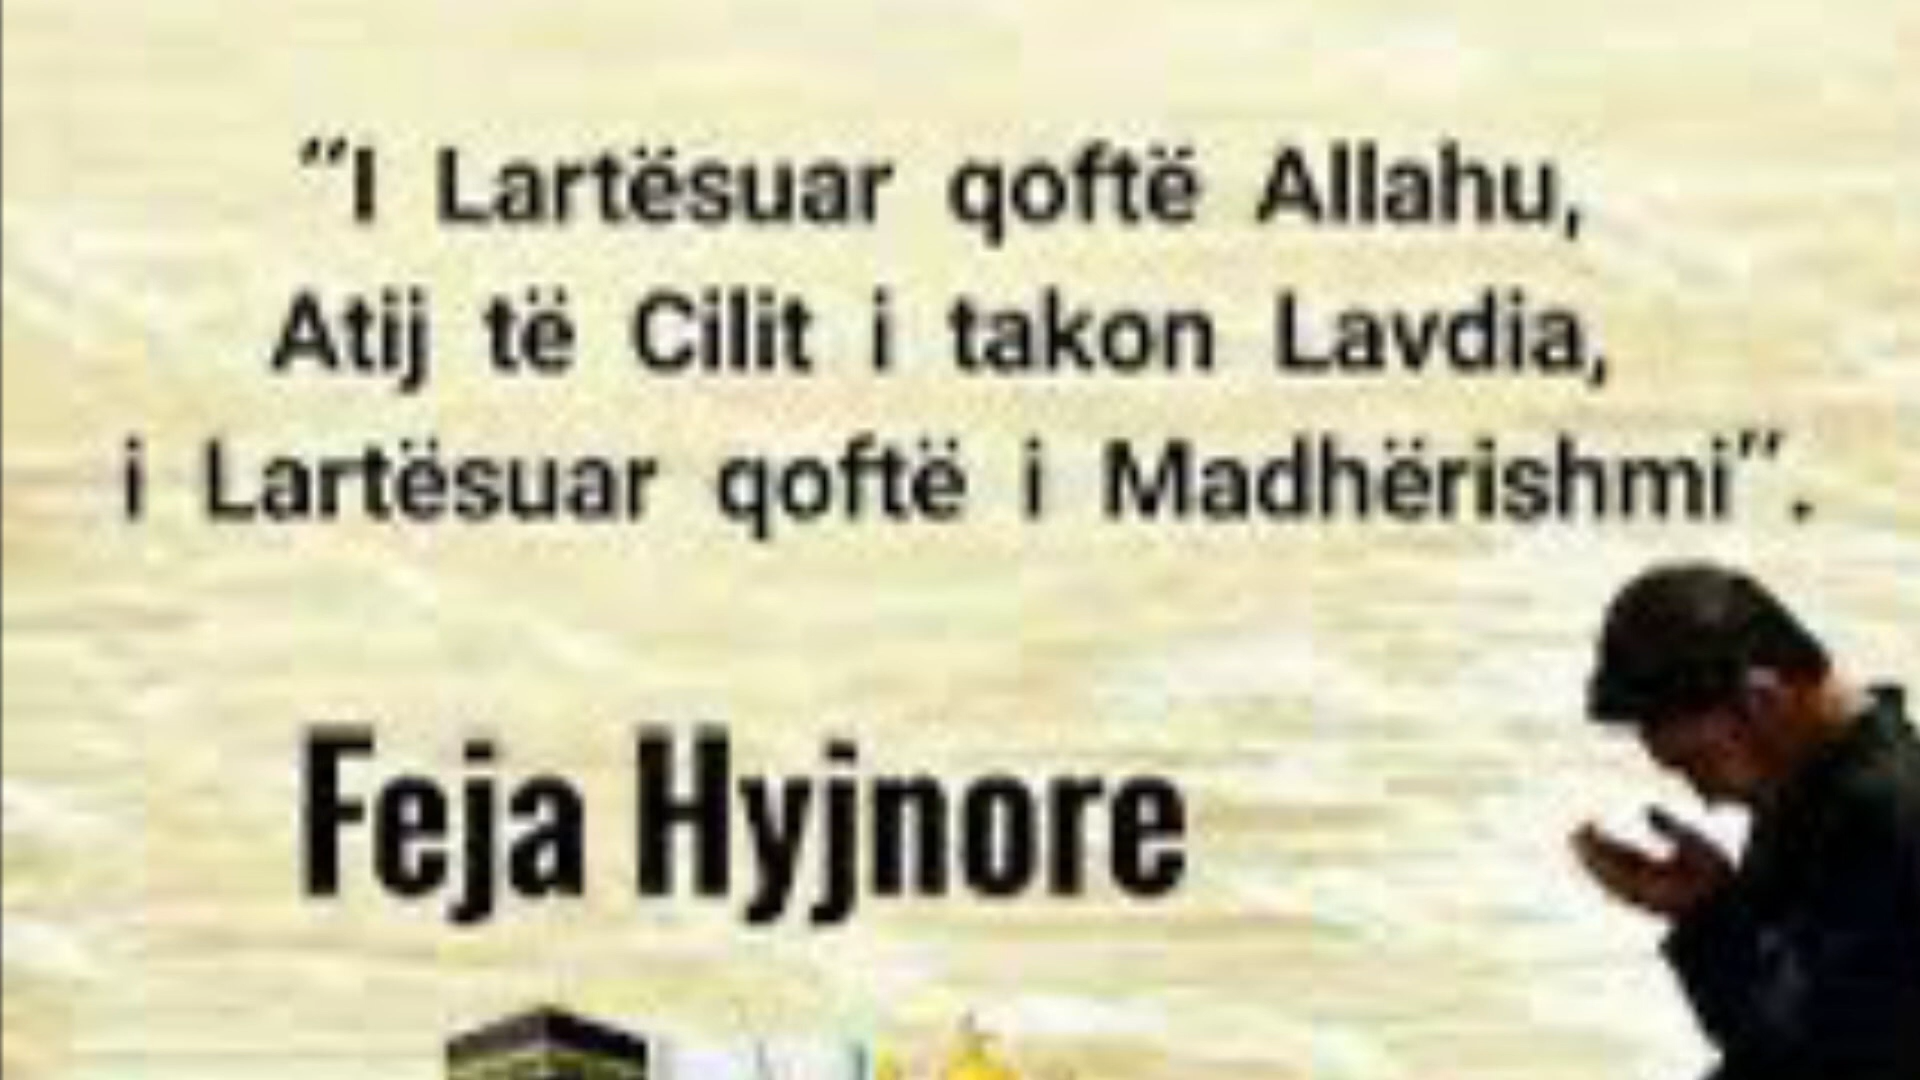 “I Lartësuar qoftë Allahu,
Atij të Cilit i takon Lavdia,
i Lartësuar qoftë i Madhërishmi”.
Feja Hyjnore